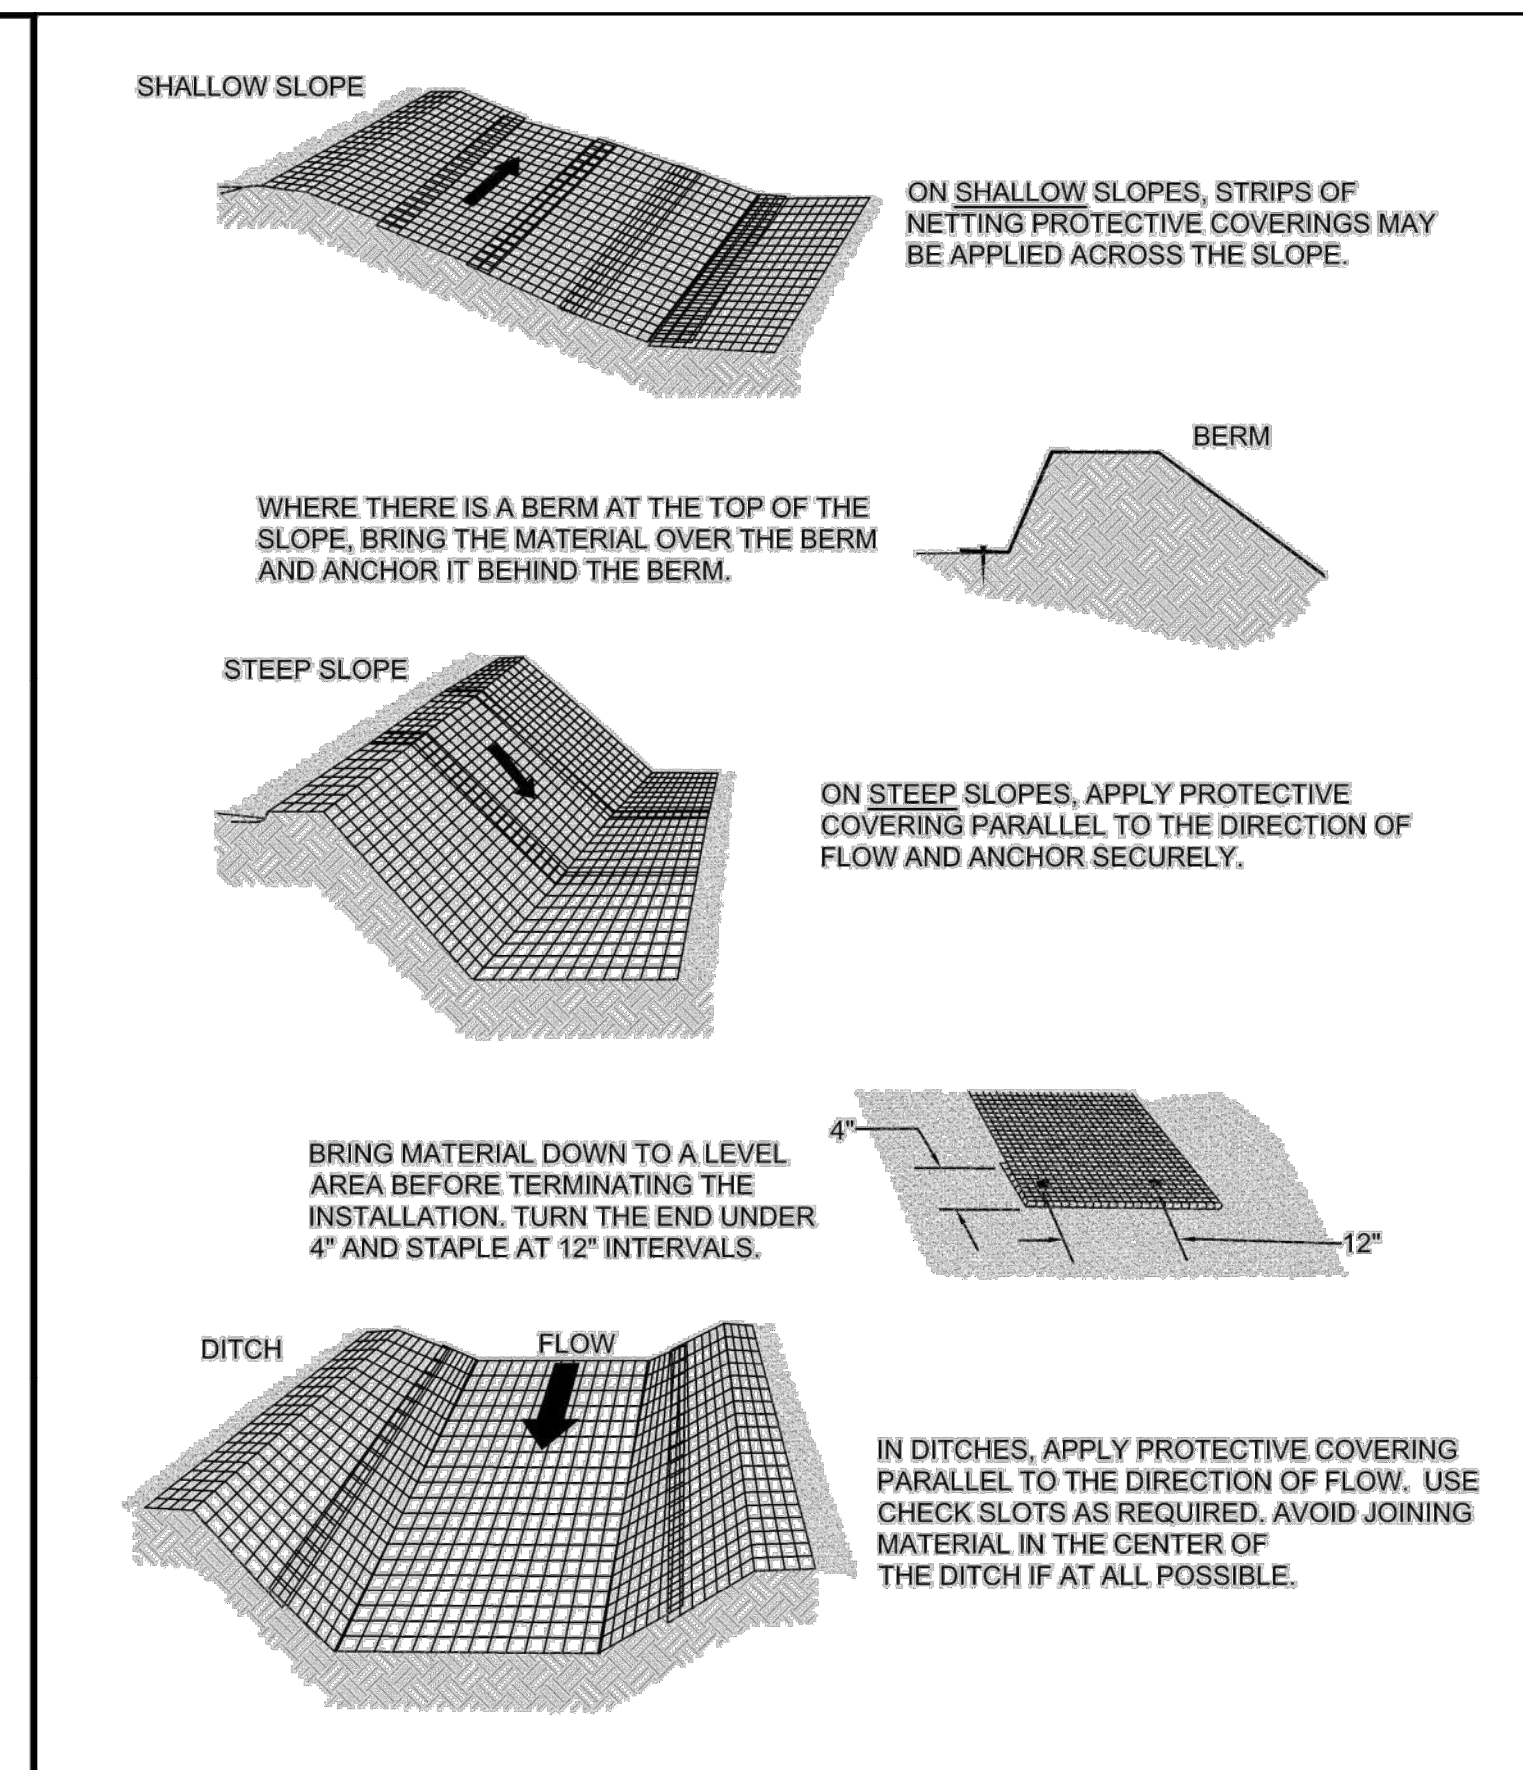 SHALLOW SLOPE
ON SHALLOW SLOPES, STRIPS OF
NETTING PROTECTIVE COVERINGS MAY
BE APPLIED ACROSS THE SLOPE.
BERM
WHERE THERE IS A BERM AT THE TOP OF THE
SLOPE, BRING THE MATERIAL OVER THE BERM
AND ANCHOR IT BEHIND THE BERM.
STEEP SLOPE
ON STEEP SLOPES, APPLY PROTECTIVE
COVERING PARALLEL TO THE DIRECTION OF
FLOW AND ANCHOR SECURELY.
4"
BRING MATERIAL DOWN TO A LEVEL
AREA BEFORE TERMINATING THE
INSTALLATION. TURN THE END UNDER
4" AND STAPLE AT 12" INTERVALS.
12"
DITCH
FLOW
IN DITCHES, APPLY PROTECTIVE COVERING
PARALLEL TO THE DIRECTION OF FLOW.  USE
CHECK SLOTS AS REQUIRED. AVOID JOINING
MATERIAL IN THE CENTER OF
THE DITCH IF AT ALL POSSIBLE.